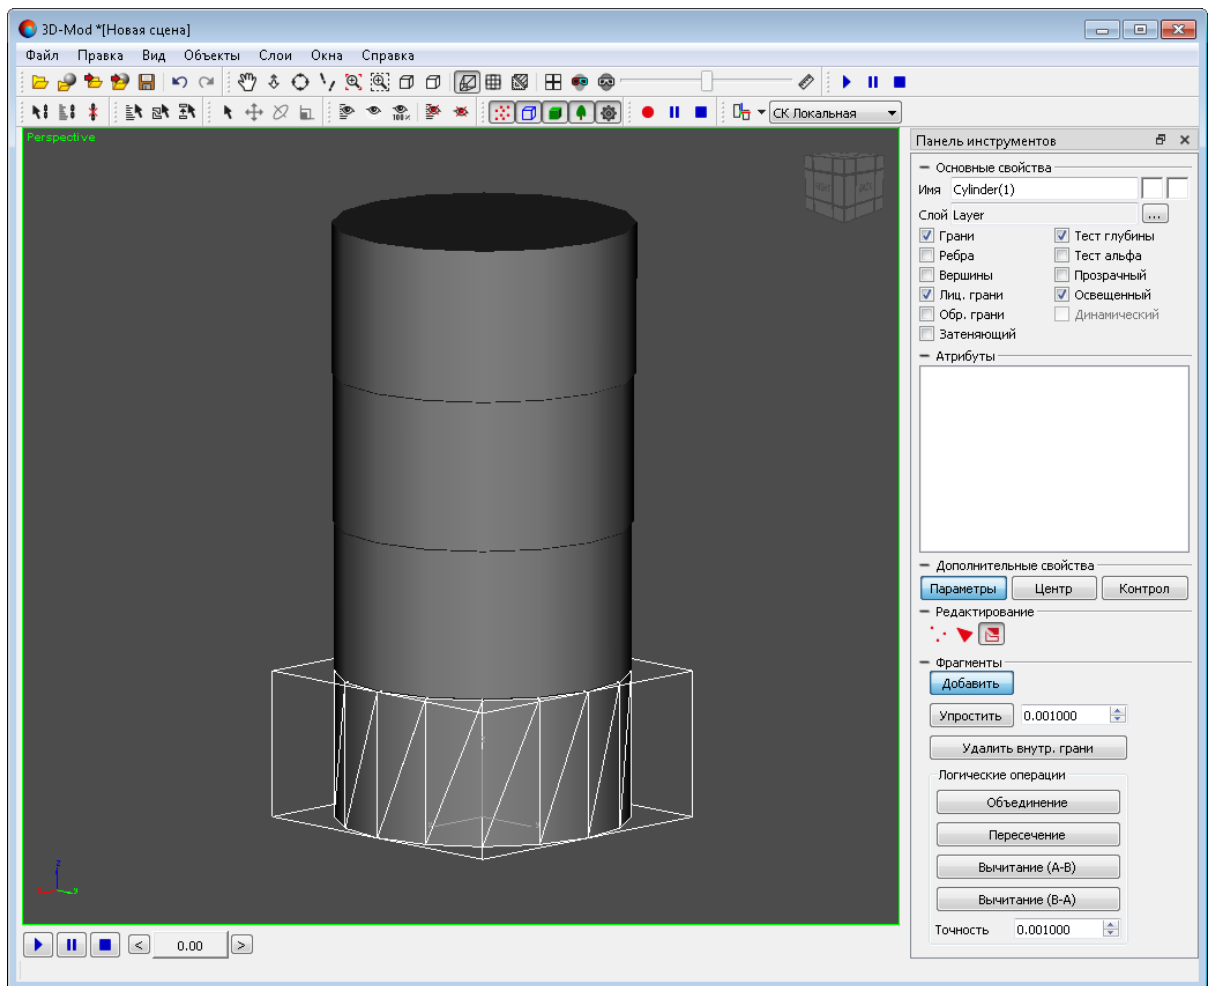 3D-Mod *[Новая сцена]
Файл Правка Вид Объекты Слои Окна Справка
100%
СК Локальная
Perspective
Панель инструментов
Основные свойства
Имя Cylinder(1)
Слой Layer ...
Грани Тест глубины
Ребра Тест альфа
Вершины Прозрачный
Лиц. грани Освещенный
Обр. грани Динамический
Затеняющий
Атрибуты
Дополнительные свойства
Параметры Центр Контрол
Редактирование
Фрагменты
Добавить
Упростить 0.001000
Удалить внутр. грани
Логические операции
Объединение
Пересечение
Вычитание (A-B)
Вычитание (B-A)
Точность 0.001000
z
y
< 0.00 >